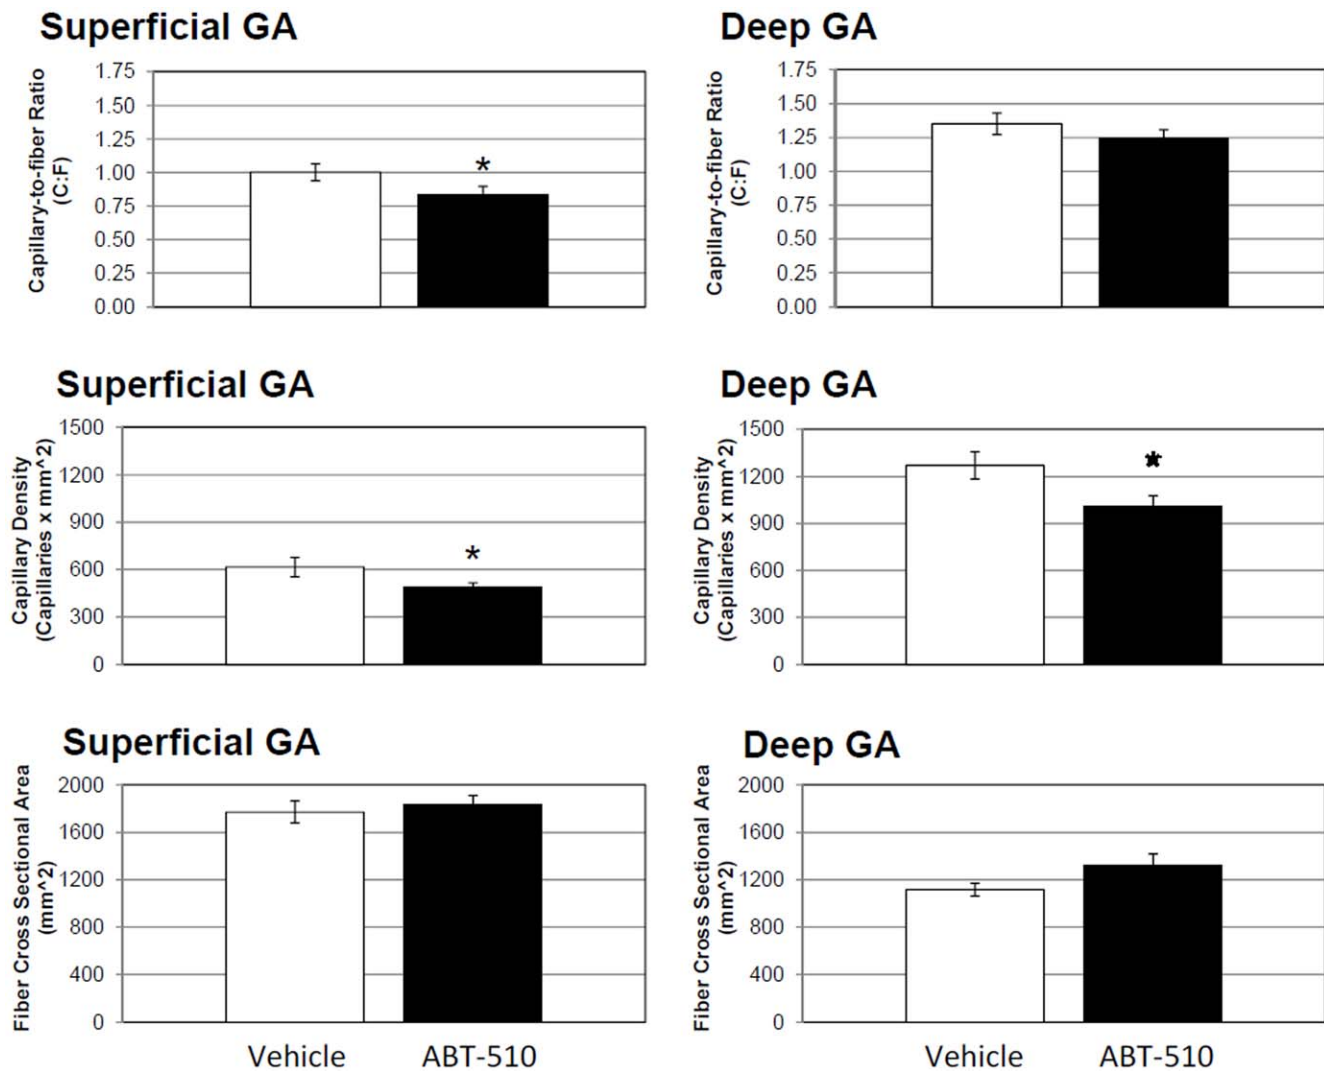 Superficial GA
Capillary-to-fiber Ratio
(C:F)
1.75
1.50
1.25
1.00
0.75
0.50
0.25
0.00
*
Deep GA
Capillary-to-fiber Ratio
(C:F)
1.75
1.50
1.25
1.00
0.75
0.50
0.25
0.00
Superficial GA
Capillary Density
(Capillaries x mm^2)
1500
1200
900
600
300
0
*
Deep GA
Capillary Density
(Capillaries x mm^2)
1500
1200
900
600
300
0
*
Superficial GA
Fiber Cross Sectional Area
(mm^2)
2000
1600
1200
800
400
0
Vehicle ABT-510
Deep GA
Fiber Cross Sectional Area
(mm^2)
2000
1600
1200
800
400
0
Vehicle ABT-510